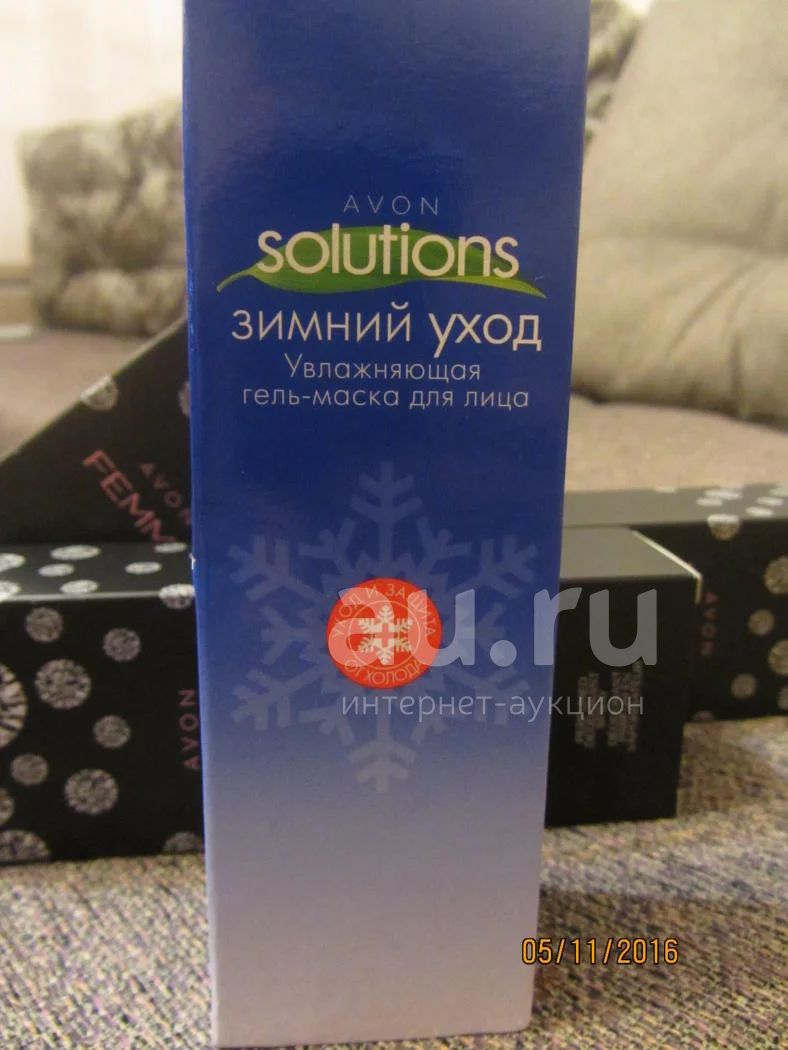 AVON
solutions
ЗИМНИЙ УХОД
Увлажняющая
гель-маска для лица
УХОД И ЗАЩИТА
ОТ ХОЛОДА
au.ru
интернет-аукцион
AVON
FEMME
AVON
AVON
05/11/2016